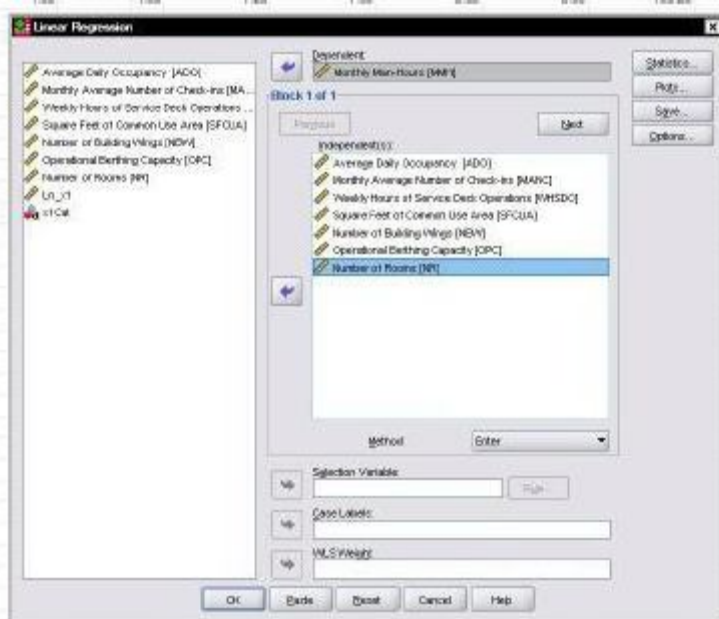 Linear Regression
Average Daily Occupancy [ADO]
Monthly Average Number of Check-ins [MA...
Weekly Hours of Service Desk Operations ...
Square Feet of Common Use Area [SFCUA]
Number of Building Wings [NBW]
Operational Berthing Capacity [OPC]
Number of Rooms [NR]
Ln_x1
x1Cat
Dependent:
Monthly Man-Hours [MMH]
Block 1 of 1
Previous
Next
Independent(s):
Average Daily Occupancy [ADO]
Monthly Average Number of Check-ins [MANC]
Weekly Hours of Service Desk Operations [WHSDO]
Square Feet of Common Use Area [SFCUA]
Number of Building Wings [NBW]
Operational Berthing Capacity [OPC]
Number of Rooms [NR]
Method:
Enter
Selection Variable:
Rule...
Case Labels:
WLS Weight:
Statistics...
Plots...
Save...
Options...
OK
Paste
Reset
Cancel
Help